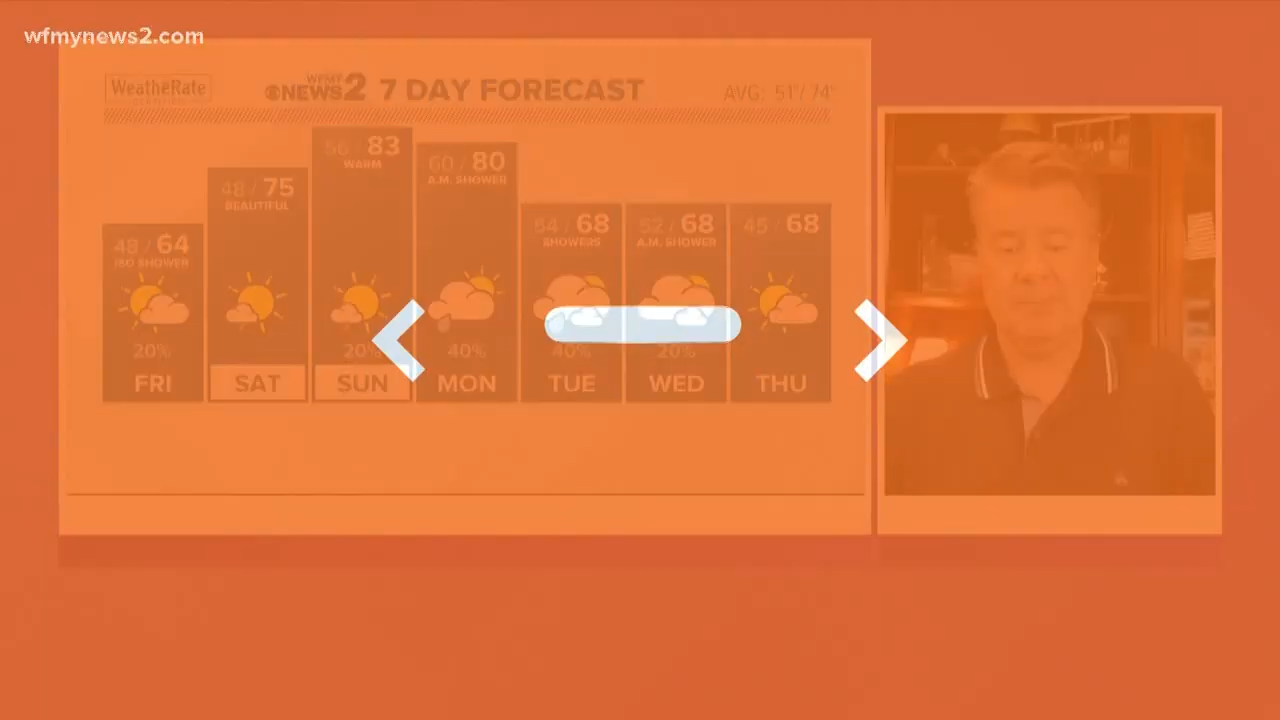 wfmynews2.com
WeatheRate
WFMY
NEWS 2 7 DAY FORECAST
AVG: 51°/ 74°
48 / 64
ISO SHOWER
20%
FRI
48 / 75
BEAUTIFUL
SAT
56 / 83
WARM
20%
SUN
60 / 80
A.M. SHOWER
40%
MON
54 / 68
SHOWERS
40%
TUE
52 / 68
A.M. SHOWER
20%
WED
45 / 68
THU